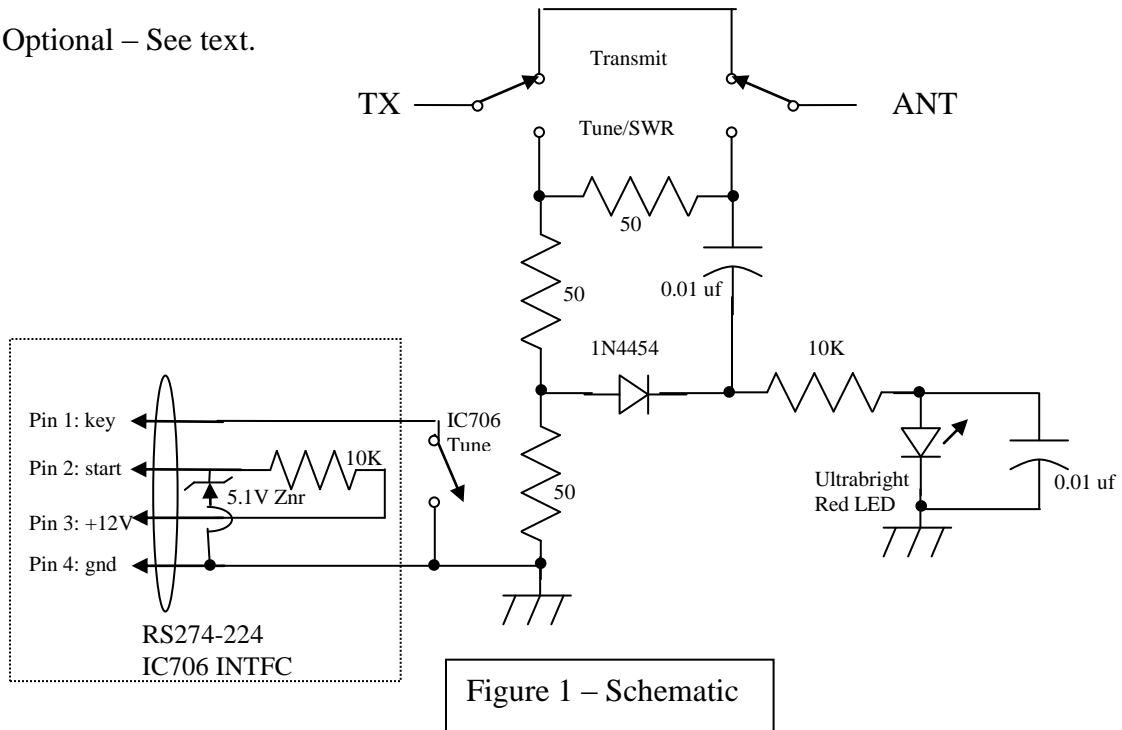 Optional – See text.
Transmit
TX
ANT
Tune/SWR
50
50
0.01 uf
1N4454
10K
Pin 1: key
IC706
Tune
Pin 2: start
10K
5.1V Znr
50
Ultrabright
Red LED
0.01 uf
Pin 3: +12V
Pin 4: gnd
RS274-224
IC706 INTFC
Figure 1 – Schematic